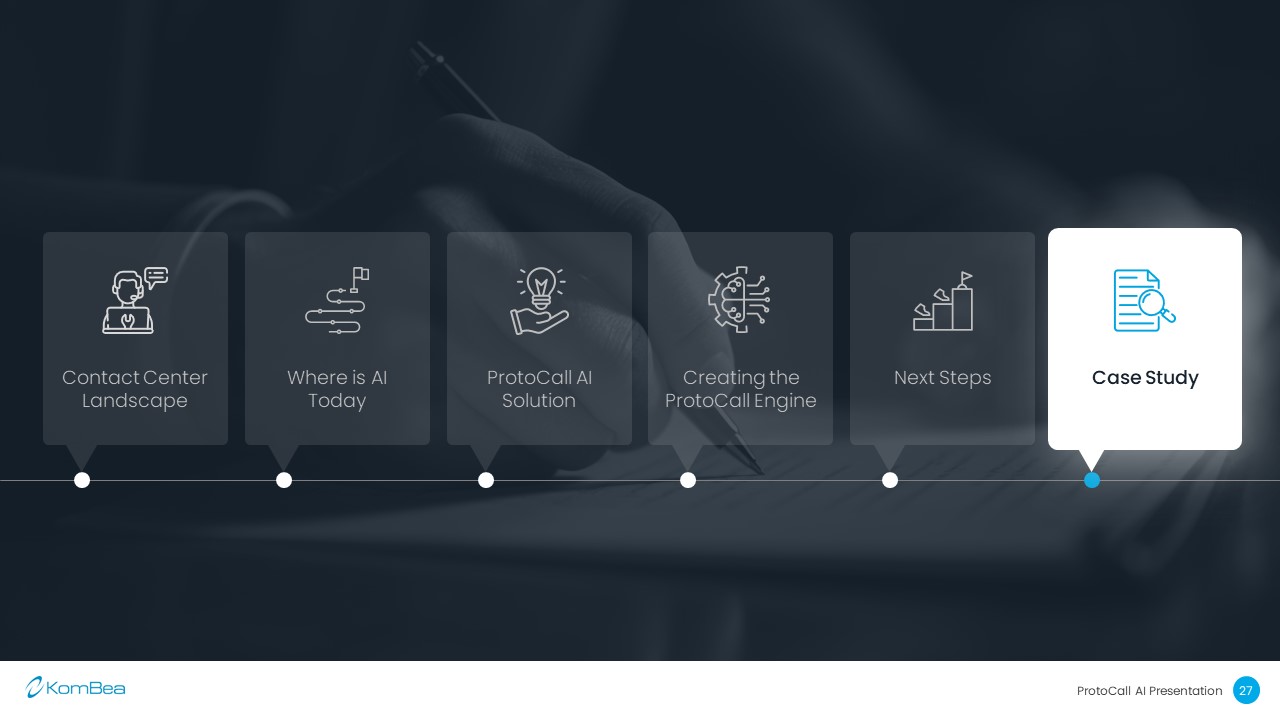 Contact Center
Landscape
Where is AI
Today
ProtoCall AI
Solution
Creating the
ProtoCall Engine
Next Steps
Case Study
KomBea
ProtoCall AI Presentation 27